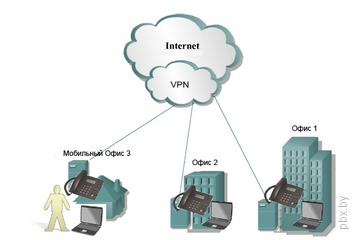 Internet
VPN
Офис 1
Мобильный Офис 3
Офис 2
pbx.by